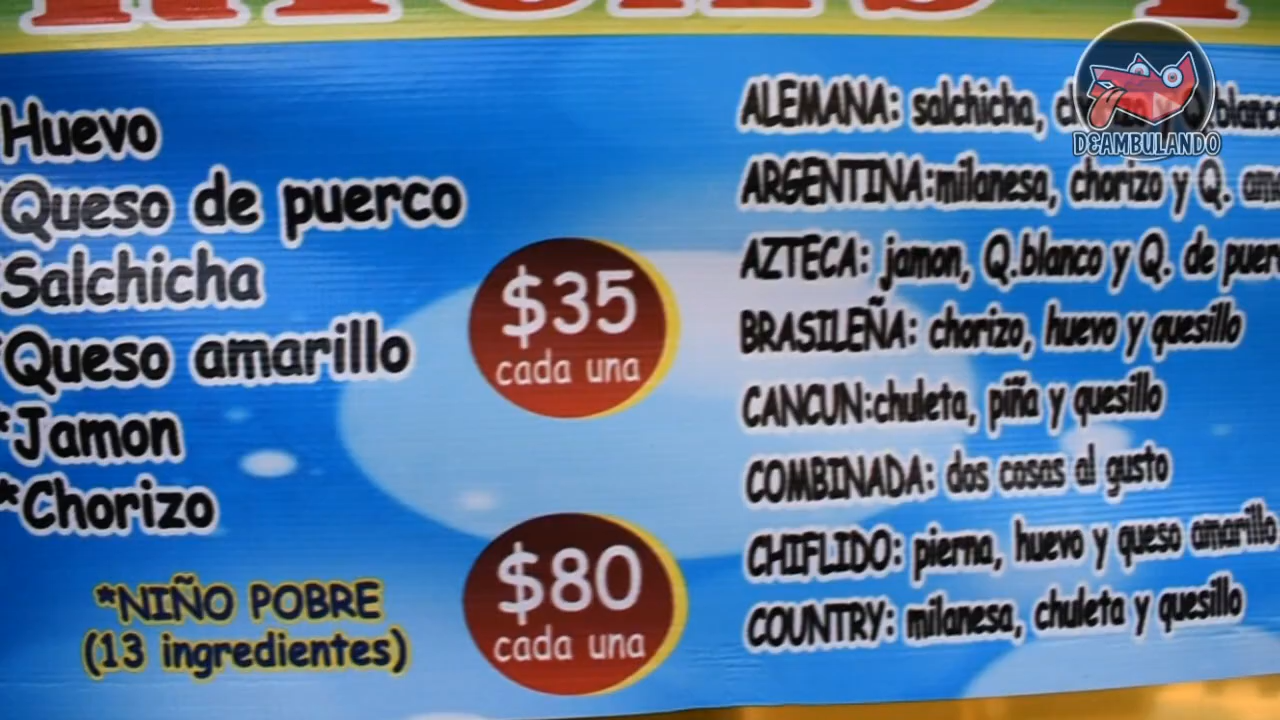 Huevo
*Queso de puerco
*Salchicha
*Queso amarillo
*Jamon
*Chorizo
*NIÑO POBRE
(13 ingredientes)
$35
cada una
$80
cada una
ALEMANA: salchicha, y Q.blanco
ARGENTINA:milanesa, chorizo y Q.
AZTECA: jamon, Q.blanco y Q. de
BRASILEÑA: chorizo, huevo y quesillo
CANCUN:chuleta, piña y quesillo
COMBINADA: dos cosas al gusto
CHIFLIDO: pierna, huevo y queso amarillo
COUNTRY: milanesa, chuleta y quesillo
DEAMBULANDO